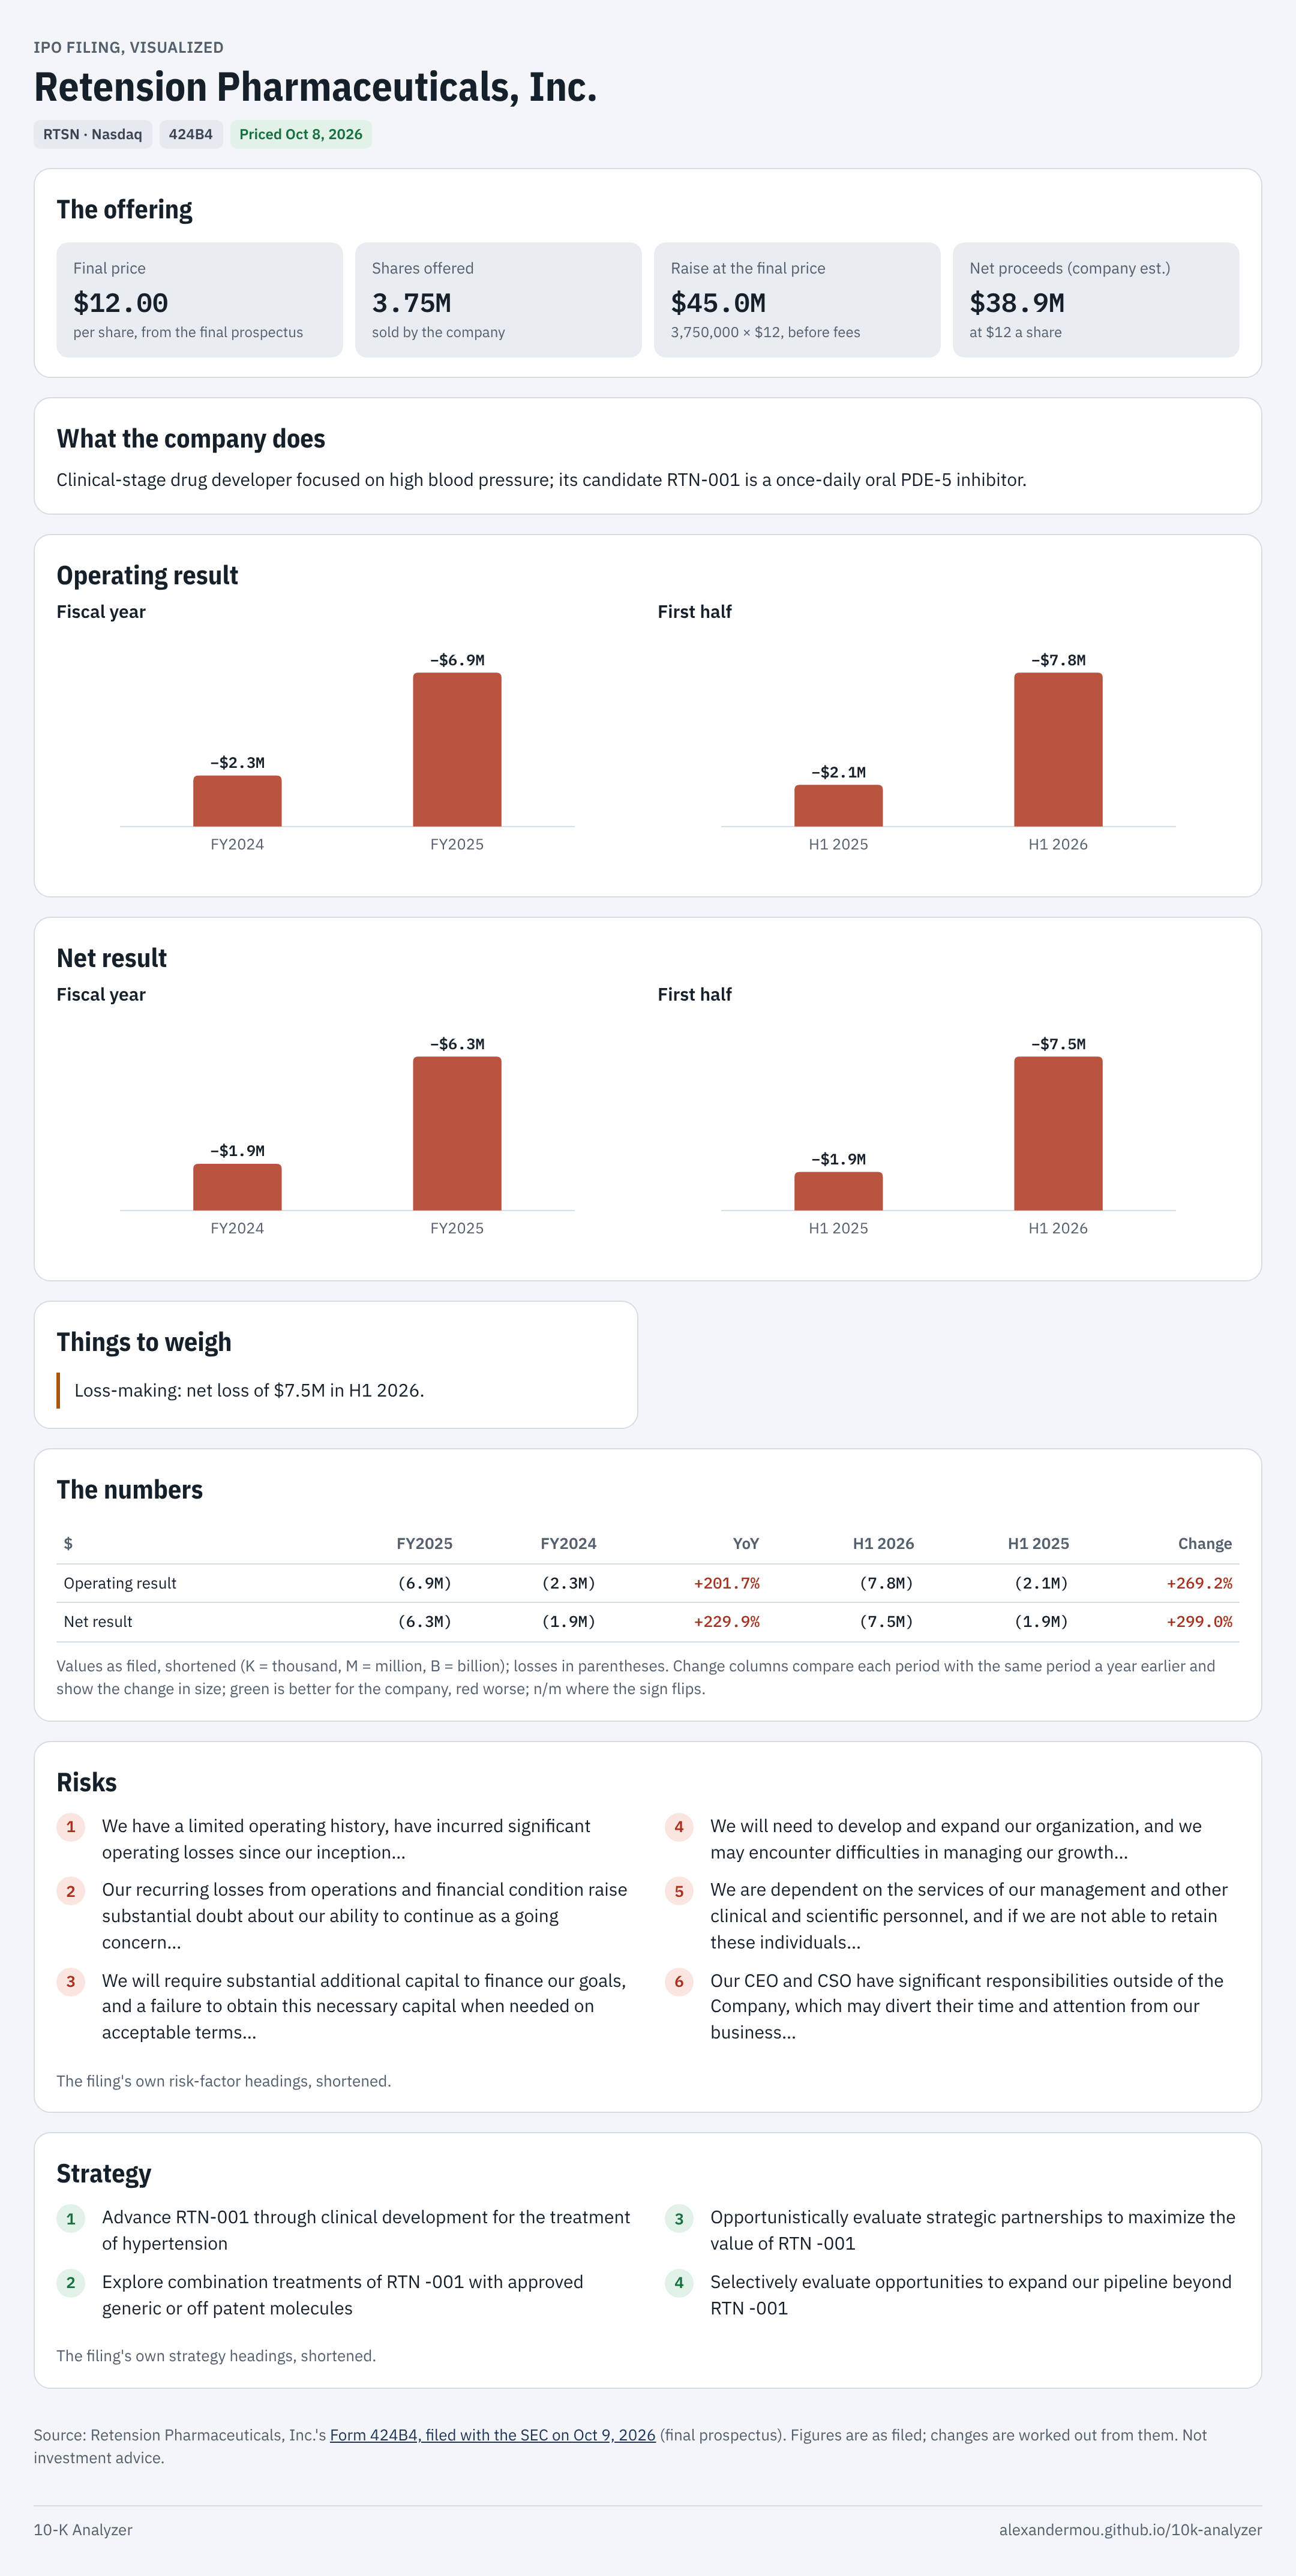 IPO FILING, VISUALIZED
Retension Pharmaceuticals, Inc.
RTSN · Nasdaq
424B4
Priced Oct 8, 2026
The offering
Final price
$12.00
per share, from the final prospectus
Shares offered
3.75M
sold by the company
Raise at the final price
$45.0M
3,750,000 × $12, before fees
Net proceeds (company est.)
$38.9M
at $12 a share
What the company does
Clinical-stage drug developer focused on high blood pressure; its candidate RTN-001 is a once-daily oral PDE-5 inhibitor.
Operating result
Fiscal year
−$2.3M
−$6.9M
FY2024
FY2025
First half
−$2.1M
−$7.8M
H1 2025
H1 2026
Net result
Fiscal year
−$1.9M
−$6.3M
FY2024
FY2025
First half
−$1.9M
−$7.5M
H1 2025
H1 2026
Things to weigh
Loss-making: net loss of $7.5M in H1 2026.
The numbers
$ FY2025 FY2024 YoY H1 2026 H1 2025 Change
Operating result (6.9M) (2.3M) +201.7% (7.8M) (2.1M) +269.2%
Net result (6.3M) (1.9M) +229.9% (7.5M) (1.9M) +299.0%
Values as filed, shortened (K = thousand, M = million, B = billion); losses in parentheses. Change columns compare each period with the same period a year earlier and
show the change in size; green is better for the company, red worse; n/m where the sign flips.
Risks
1 We have a limited operating history, have incurred significant
operating losses since our inception…
2 Our recurring losses from operations and financial condition raise
substantial doubt about our ability to continue as a going
concern…
3 We will require substantial additional capital to finance our goals,
and a failure to obtain this necessary capital when needed on
acceptable terms…
4 We will need to develop and expand our organization, and we
may encounter difficulties in managing our growth…
5 We are dependent on the services of our management and other
clinical and scientific personnel, and if we are not able to retain
these individuals…
6 Our CEO and CSO have significant responsibilities outside of the
Company, which may divert their time and attention from our
business…
The filing's own risk-factor headings, shortened.
Strategy
1 Advance RTN-001 through clinical development for the treatment
of hypertension
2 Explore combination treatments of RTN -001 with approved
generic or off patent molecules
3 Opportunistically evaluate strategic partnerships to maximize the
value of RTN -001
4 Selectively evaluate opportunities to expand our pipeline beyond
RTN -001
The filing's own strategy headings, shortened.
Source: Retension Pharmaceuticals, Inc.'s Form 424B4, filed with the SEC on Oct 9, 2026 (final prospectus). Figures are as filed; changes are worked out from them. Not
investment advice.
10-K Analyzer
alexandermou.github.io/10k-analyzer